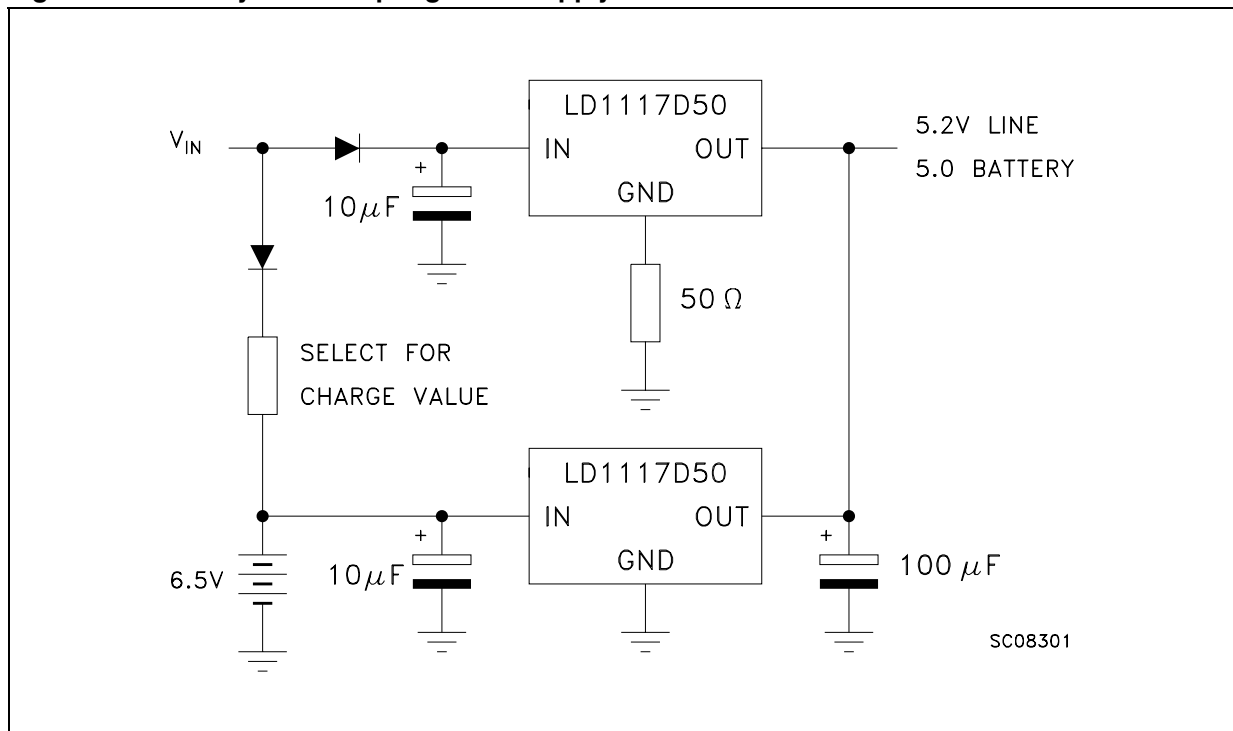 LD1117D50
V_IN
IN
OUT
GND
5.2V LINE
5.0 BATTERY
+
10μF
50 Ω
SELECT FOR
CHARGE VALUE
LD1117D50
IN
OUT
GND
6.5V
+
10μF
+
100 μF
SC08301